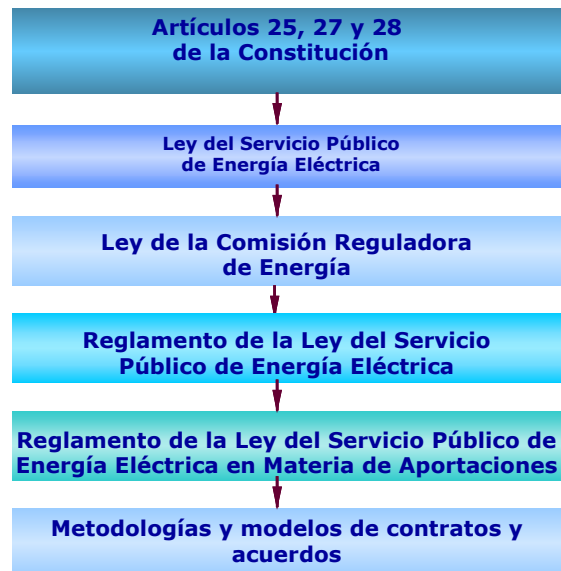 Artículos 25, 27 y 28
de la Constitución
Ley del Servicio Público
de Energía Eléctrica
Ley de la Comisión Reguladora
de Energía
Reglamento de la Ley del Servicio
Público de Energía Eléctrica
Reglamento de la Ley del Servicio Público de
Energía Eléctrica en Materia de Aportaciones
Metodologías y modelos de contratos y
acuerdos